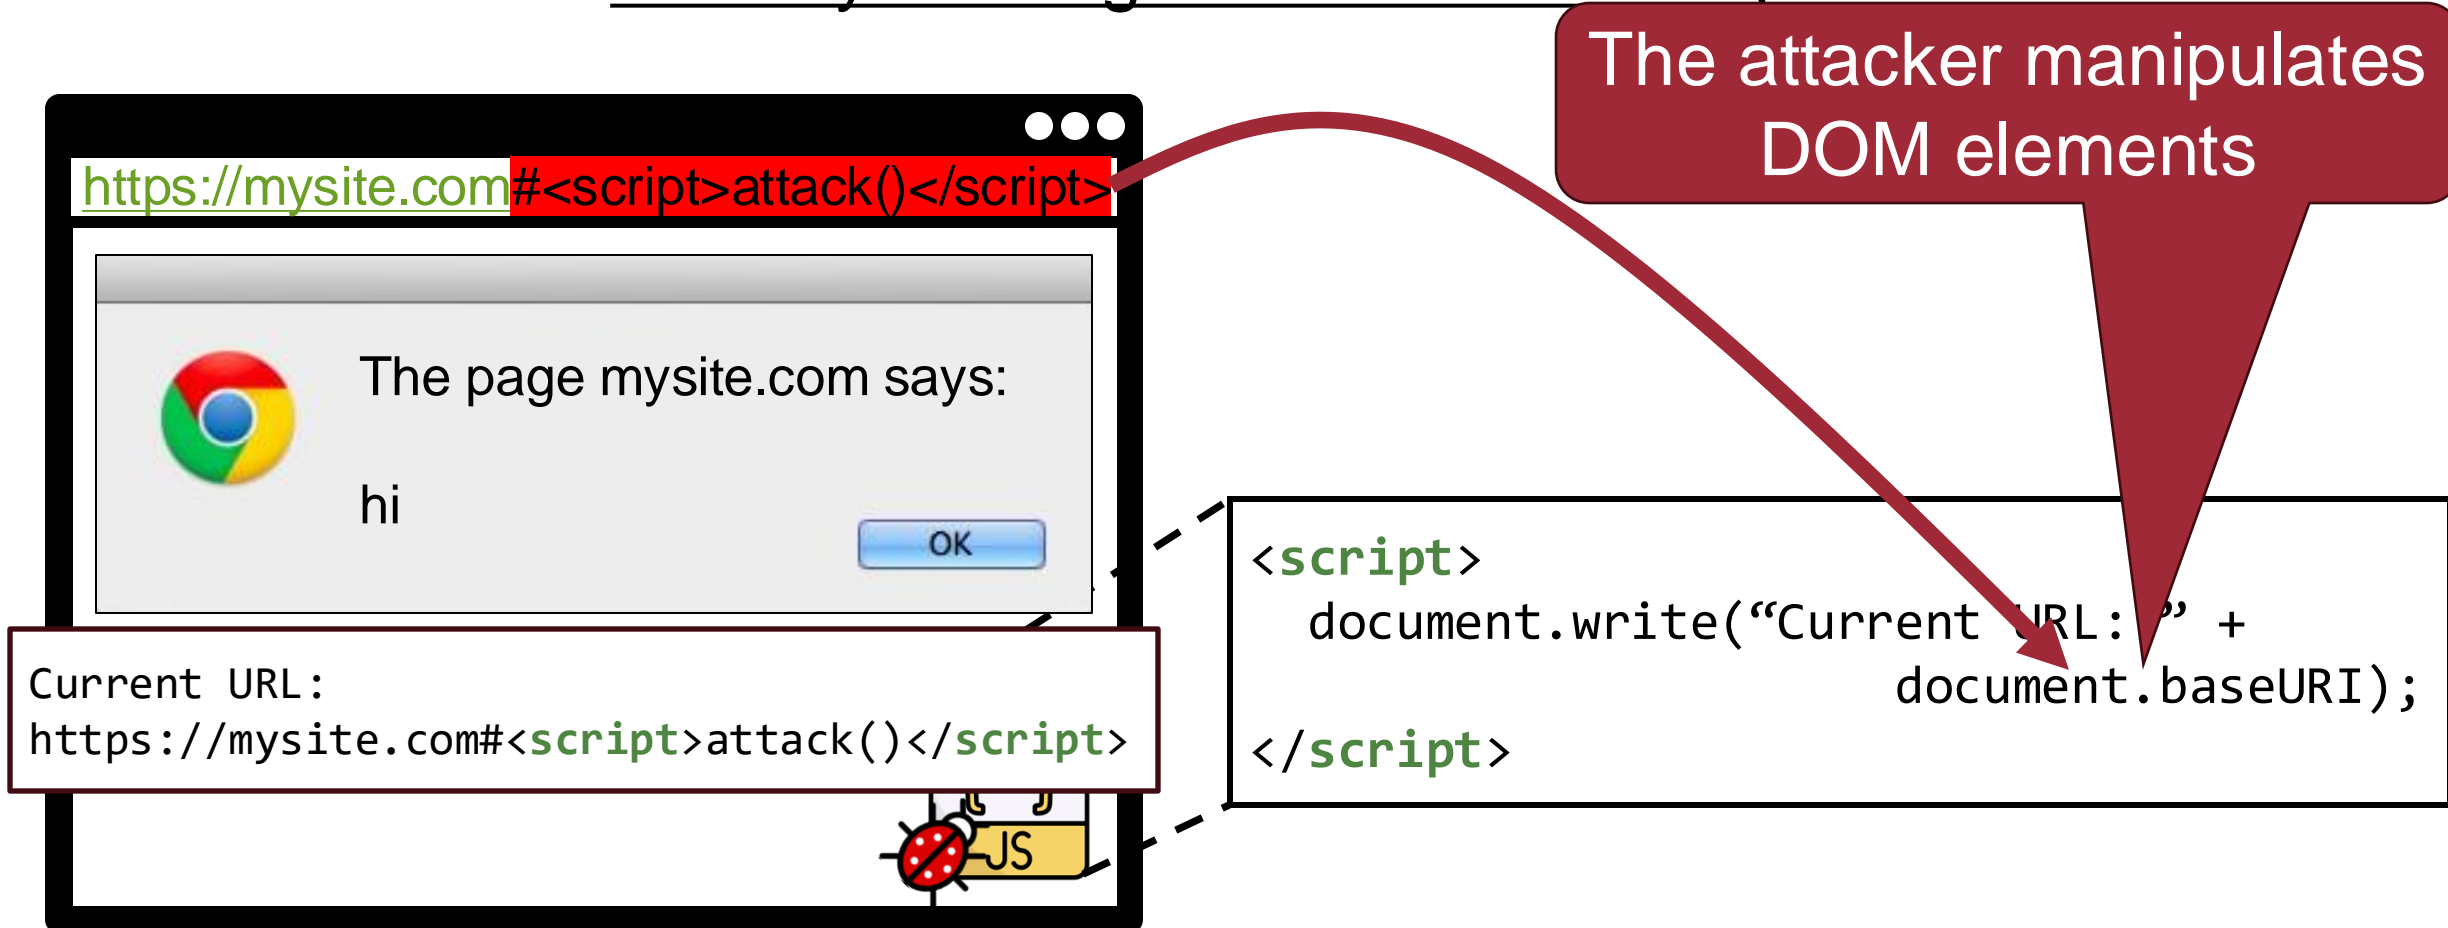 The attacker manipulates
DOM elements
https://mysite.com#<script>attack()</script>
The page mysite.com says:
hi
OK
Current URL:
https://mysite.com#<script>attack()</script>
JS
<script>
document.write(“Current URL: ” +
document.baseURI);
</script>